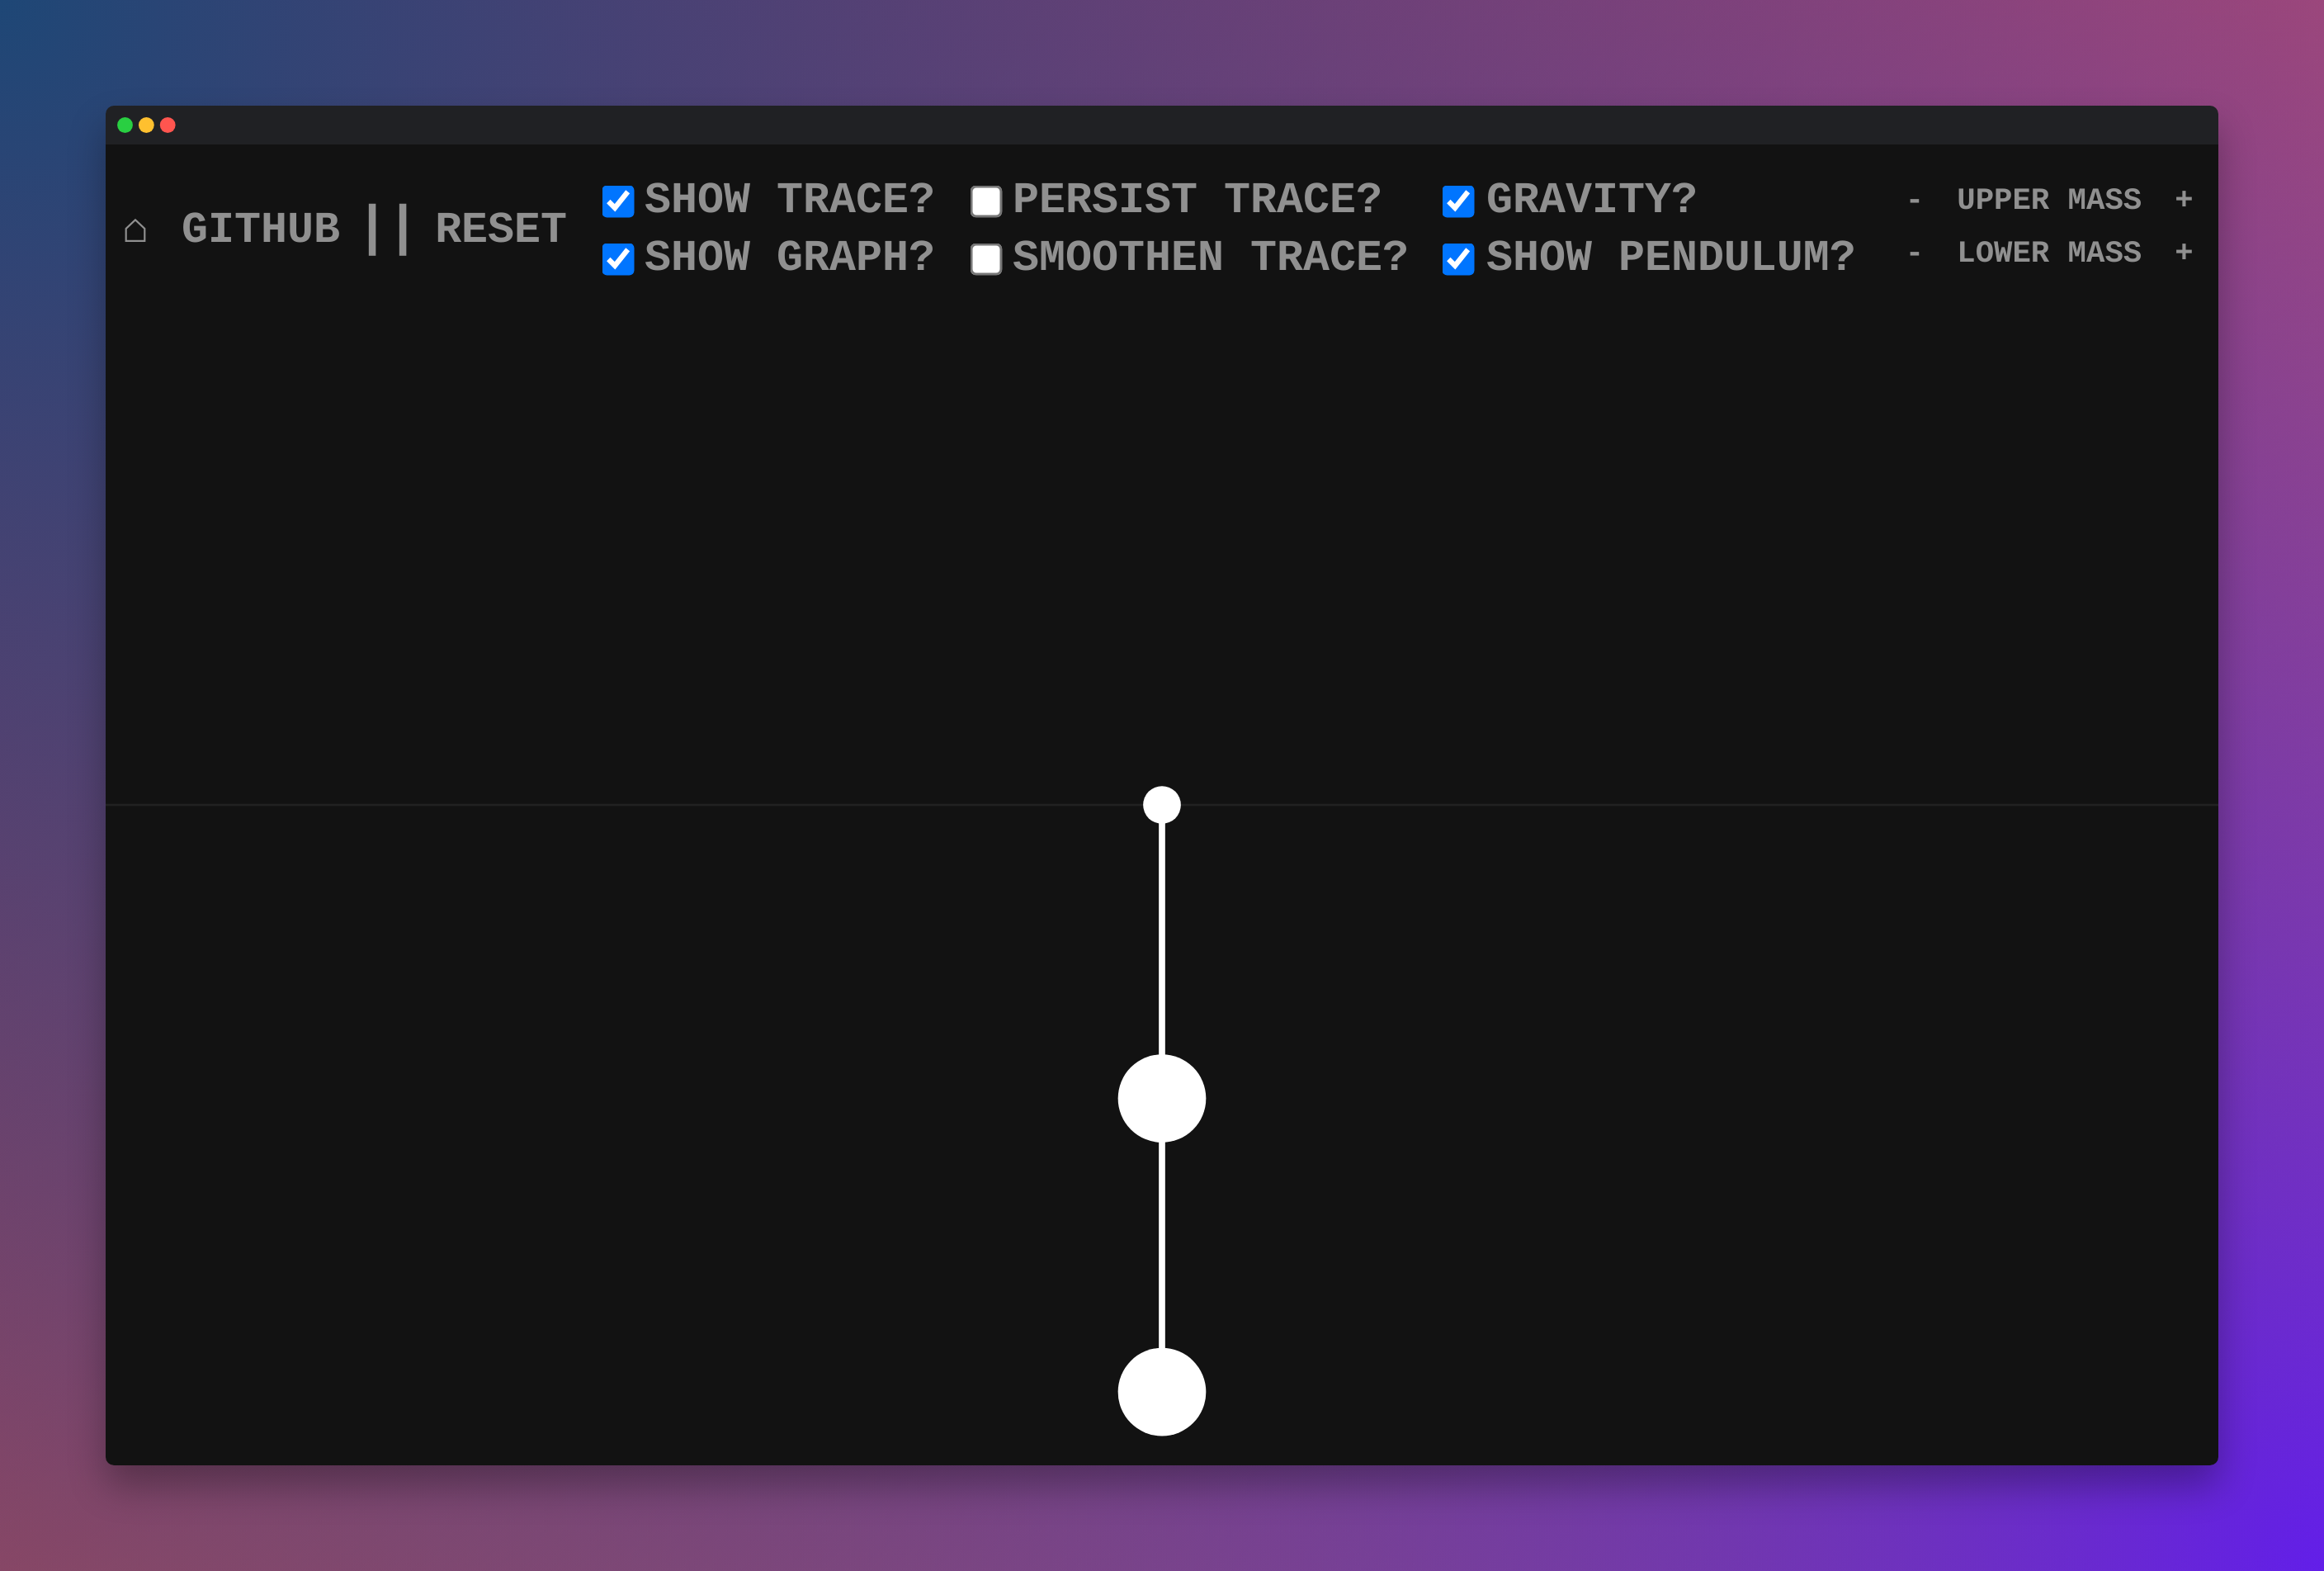 ⌂ GITHUB || RESET
SHOW TRACE? PERSIST TRACE? GRAVITY? - UPPER MASS +
SHOW GRAPH? SMOOTHEN TRACE? SHOW PENDULUM? - LOWER MASS +